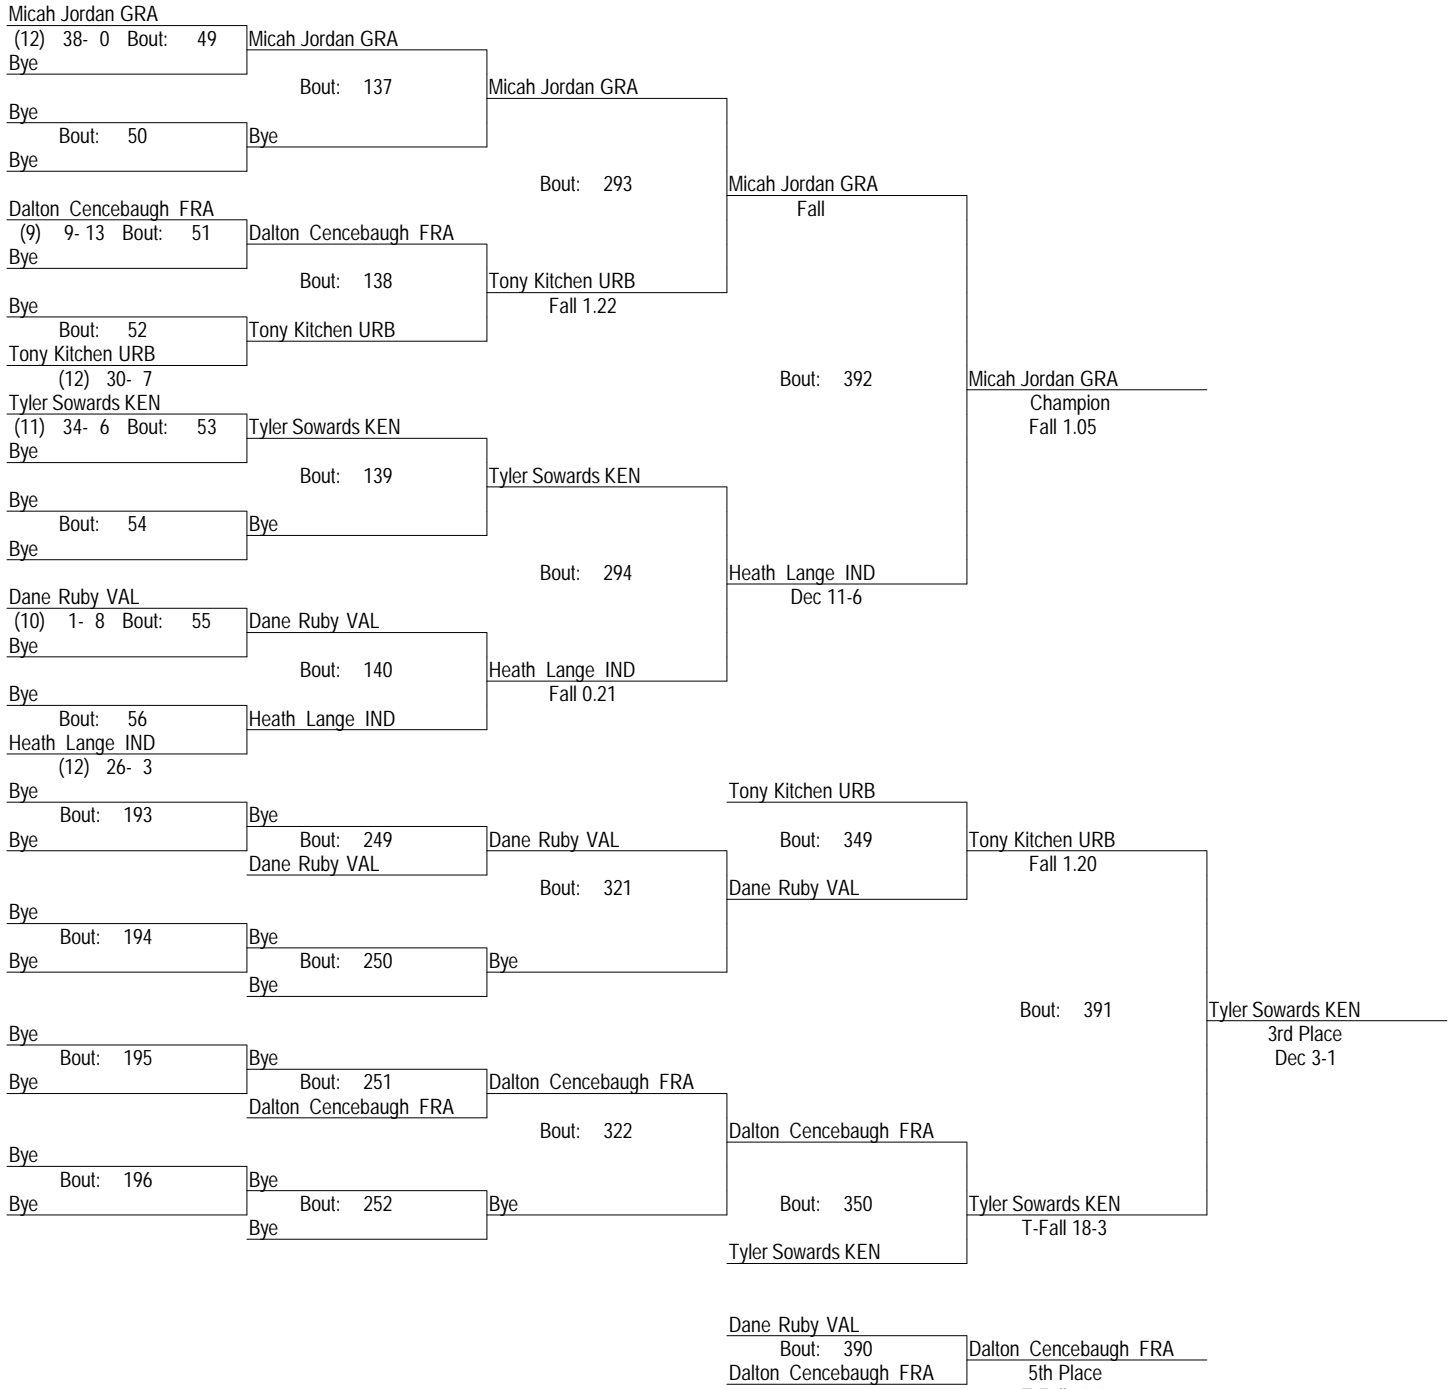 Micah Jordan GRA
(12) 38- 0 Bout: 49 Micah Jordan GRA
Bye
Bout: 137 Micah Jordan GRA
Bye
Bout: 50 Bye
Bye
Bout: 293 Micah Jordan GRA
Fall
Dalton Cencebaugh FRA
(9) 9- 13 Bout: 51 Dalton Cencebaugh FRA
Bye
Bout: 138 Tony Kitchen URB
Fall 1.22
Bye
Bout: 52 Tony Kitchen URB
Tony Kitchen URB
(12) 30- 7
Bout: 392 Micah Jordan GRA
Champion
Fall 1.05
Tyler Sowards KEN
(11) 34- 6 Bout: 53 Tyler Sowards KEN
Bye
Bout: 139 Tyler Sowards KEN
Bye
Bout: 54 Bye
Bye
Bout: 294 Heath Lange IND
Dec 11-6
Dane Ruby VAL
(10) 1- 8 Bout: 55 Dane Ruby VAL
Bye
Bout: 140 Heath Lange IND
Fall 0.21
Bye
Bout: 56 Heath Lange IND
Heath Lange IND
(12) 26- 3
Bye Tony Kitchen URB
Bout: 193 Bye
Bye Bout: 249 Dane Ruby VAL Bout: 349 Tony Kitchen URB
Dane Ruby VAL Fall 1.20
Bout: 321 Dane Ruby VAL
Bye
Bout: 194 Bye
Bye Bout: 250 Bye
Bye
Bout: 391 Tyler Sowards KEN
3rd Place
Dec 3-1
Bye
Bout: 195 Bye
Bye Bout: 251 Dalton Cencebaugh FRA
Dalton Cencebaugh FRA
Bout: 322 Dalton Cencebaugh FRA
Bye
Bout: 196 Bye
Bye Bout: 252 Bye Bout: 350 Tyler Sowards KEN
Bye T-Fall 18-3
Tyler Sowards KEN
Dane Ruby VAL
Bout: 390 Dalton Cencebaugh FRA
Dalton Cencebaugh FRA 5th Place